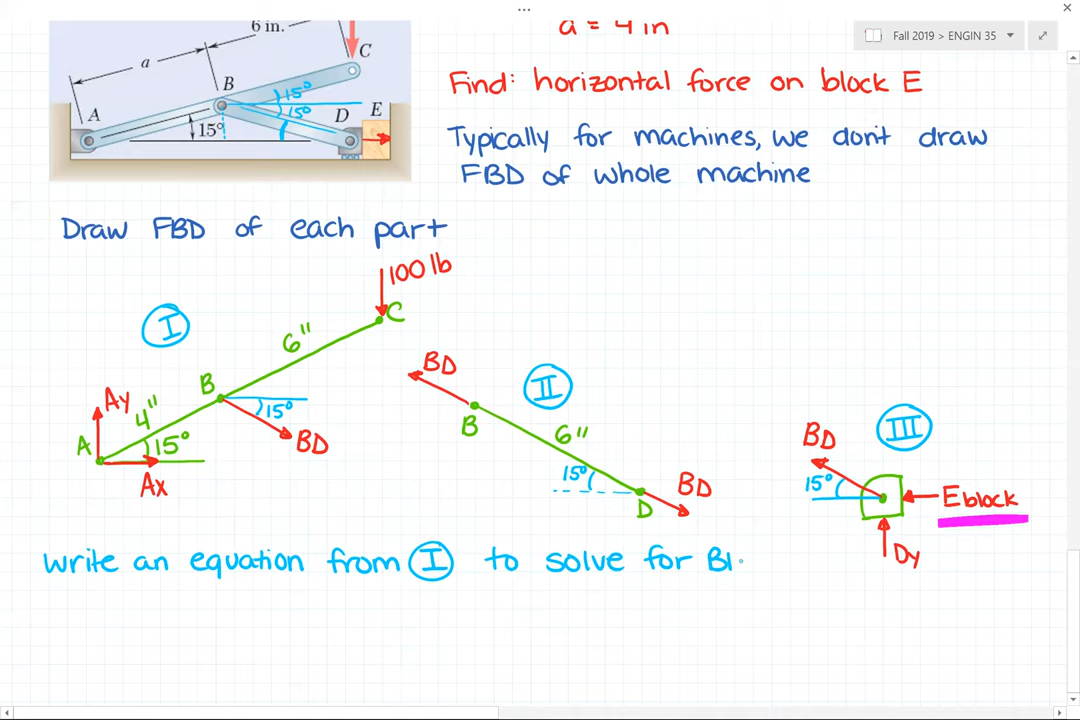 ...
6 in.
a = 4 in
Fall 2019 > ENGIN 35
a
C
B
15°
15°
A
15°
D
E
Find: horizontal force on block E
Typically for machines, we don't draw
FBD of whole machine
Draw FBD of each part
100 lb
C
I
6"
B
BD
II
Ay
4"
15°
B
6"
BD
III
A
15°
BD
15°
BD
15°
E block
Ax
D
Dy
Write an equation from I to solve for